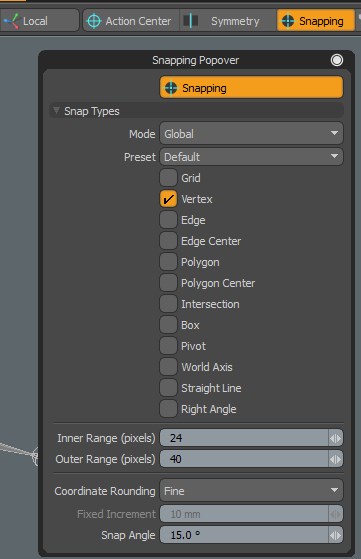 Local Action Center Symmetry Snapping
Snapping Popover
Snapping
Snap Types
Mode Global
Preset Default
Grid
Vertex
Edge
Edge Center
Polygon
Polygon Center
Intersection
Box
Pivot
World Axis
Straight Line
Right Angle
Inner Range (pixels) 24
Outer Range (pixels) 40
Coordinate Rounding Fine
Fixed Increment 10 mm
Snap Angle 15.0 °